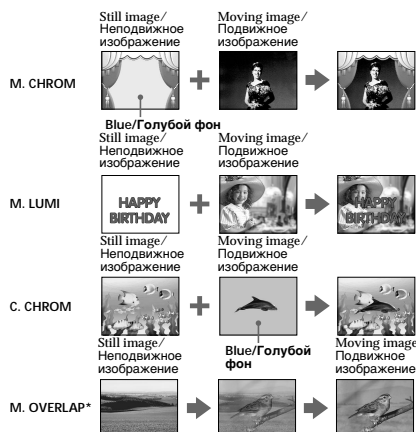 Still image/
Неподвижное
изображение
Moving image/
Подвижное
изображение
M. CHROM
Blue/Голубой фон
Still image/
Неподвижное
изображение
Moving image/
Подвижное
изображение
M. LUMI
HAPPY
BIRTHDAY
HAPPY
BIRTHDAY
Still image/
Неподвижное
изображение
Moving image/
Подвижное
изображение
C. CHROM
Blue/Голубой
фон
Still image/
Неподвижное
изображение
Moving image
Подвижное
изображение
M. OVERLAP*